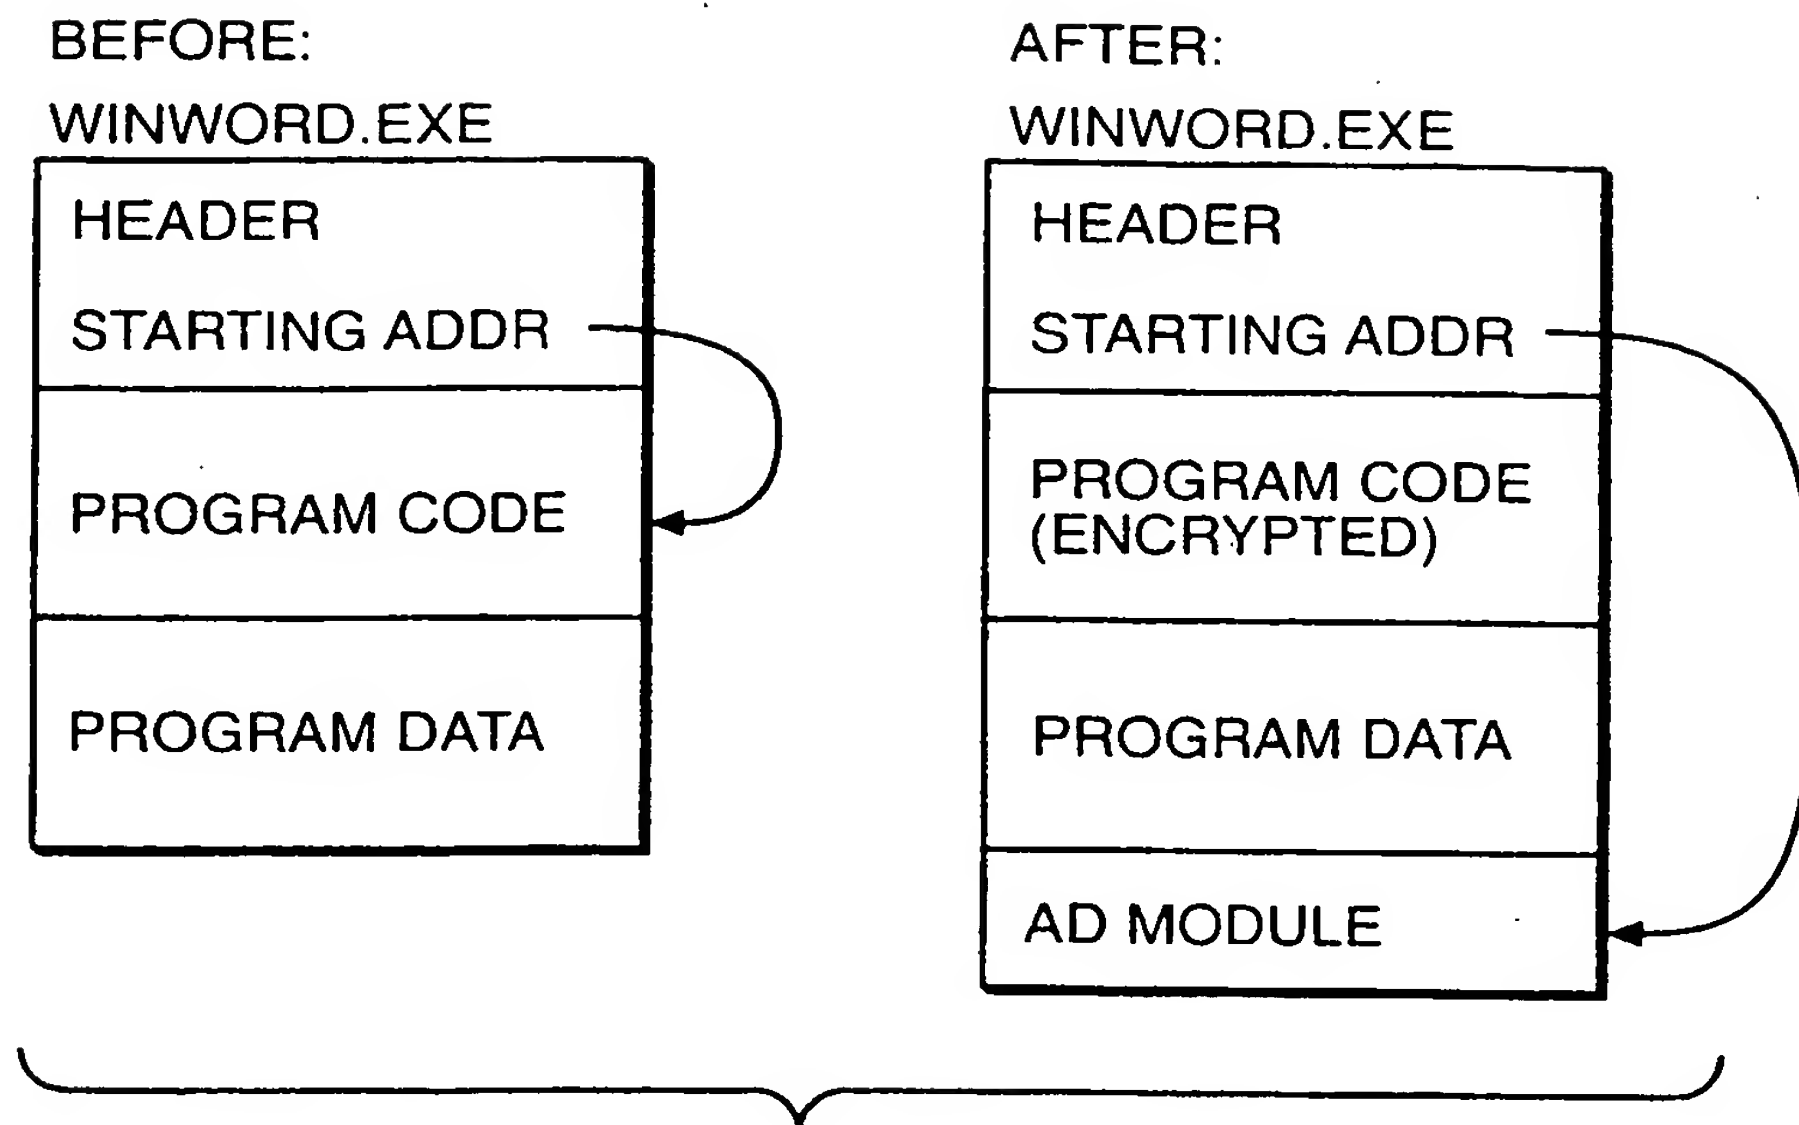 BEFORE:
WINWORD.EXE
HEADER
STARTING ADDR
PROGRAM CODE
PROGRAM DATA
AFTER:
WINWORD.EXE
HEADER
STARTING ADDR
PROGRAM CODE
(ENCRYPTED)
PROGRAM DATA
AD MODULE